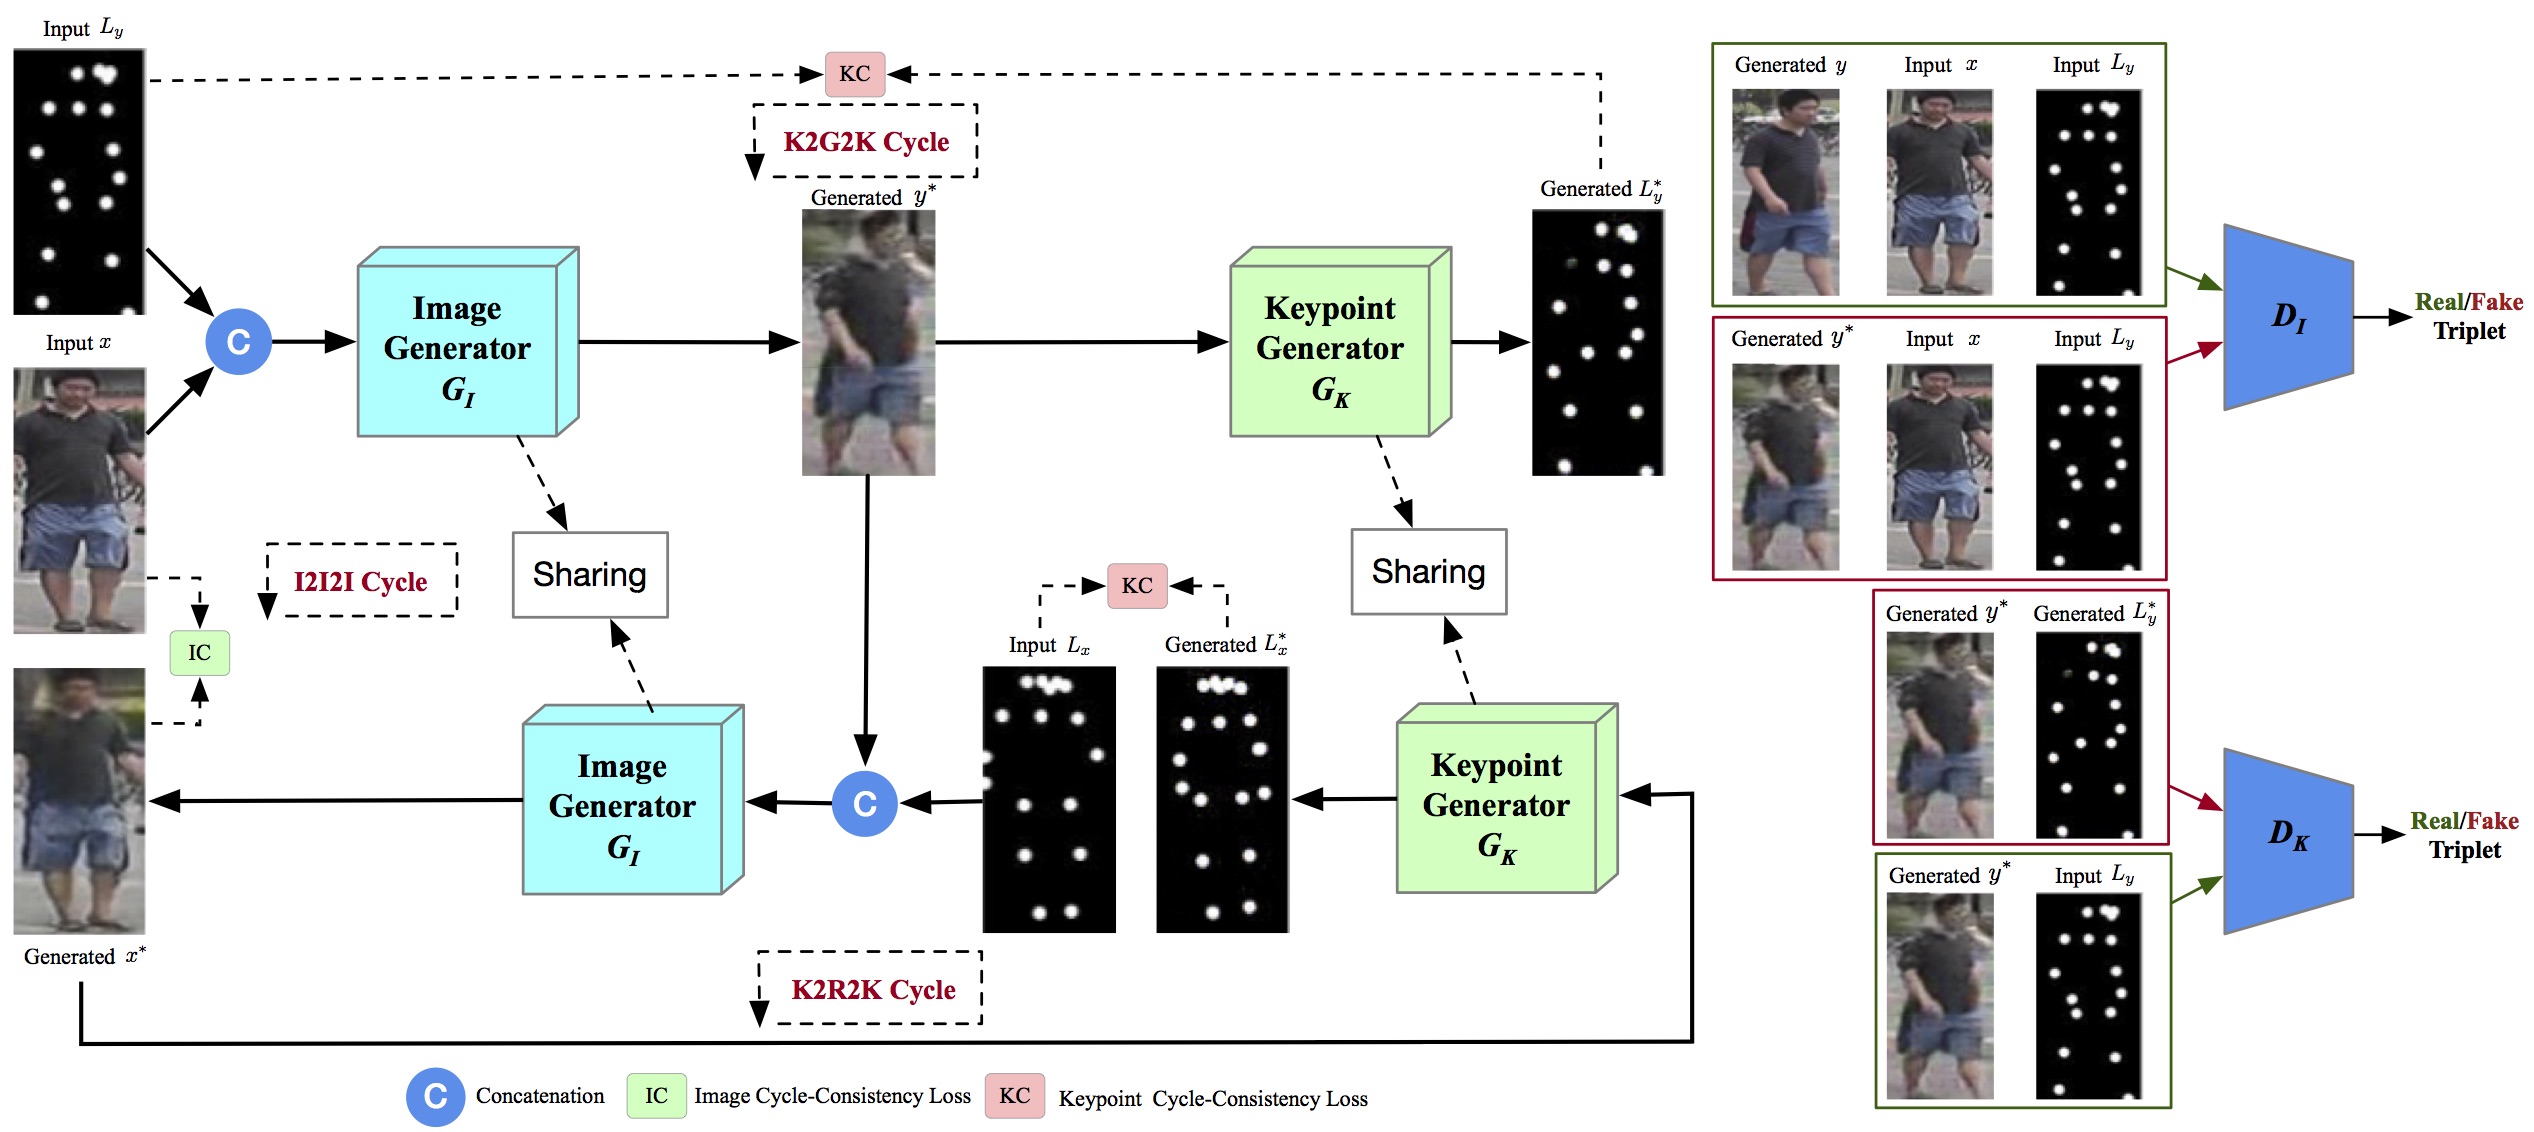 Input $L_y$
KC
K2G2K Cycle
Generated $y^*$
Generated $L_y^*$
Input $x$
C
Image
Generator
$G_I$
Keypoint
Generator
$G_K$
I2I2I Cycle
Sharing
Sharing
IC
KC
Input $L_x$
Generated $L_x^*$
Image
Generator
$G_I$
C
Keypoint
Generator
$G_K$
Generated $x^*$
K2R2K Cycle
C Concatenation IC Image Cycle-Consistency Loss KC Keypoint Cycle-Consistency Loss
Generated $y$ Input $x$ Input $L_y$
$D_I$
Real/Fake
Triplet
Generated $y^*$ Input $x$ Input $L_y$
Generated $y^*$ Generated $L_y^*$
$D_K$
Real/Fake
Triplet
Generated $y^*$ Input $L_y$